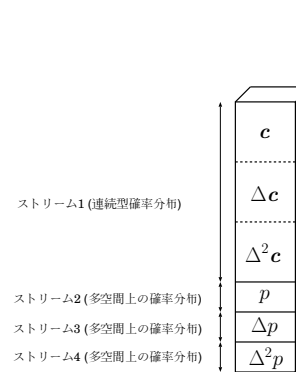 c
Δc
ストリーム1 (連続型確率分布)
Δ²c
ストリーム2 (多空間上の確率分布)
p
ストリーム3 (多空間上の確率分布)
Δp
ストリーム4 (多空間上の確率分布)
Δ²p